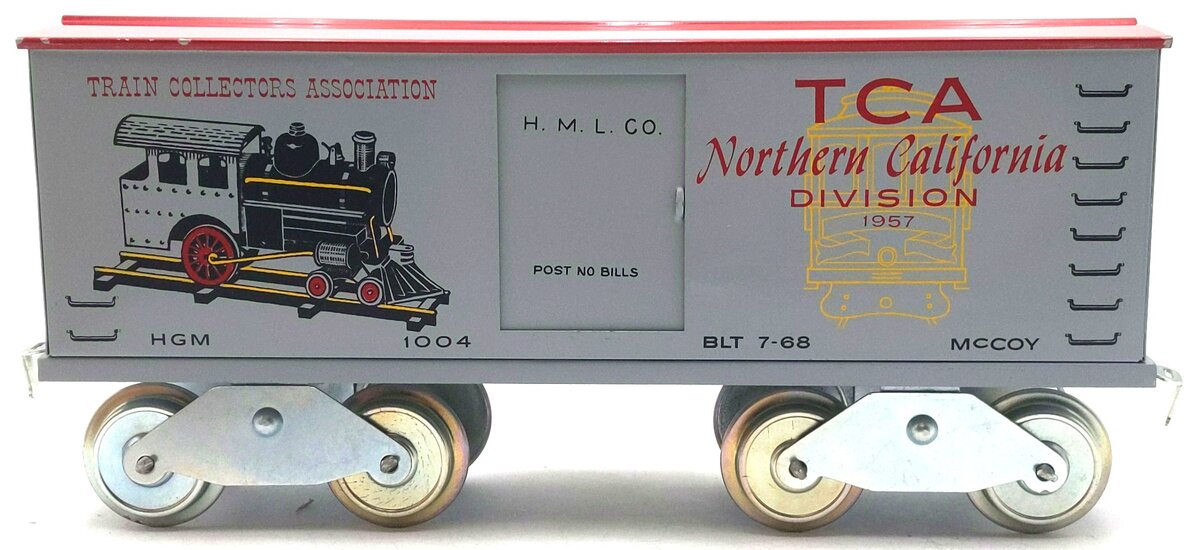 TRAIN COLLECTORS ASSOCIATION
H. M. L. CO.
POST NO BILLS
TCA
Northern California
DIVISION
1957
HGM
1004
BLT 7-68
McCOY